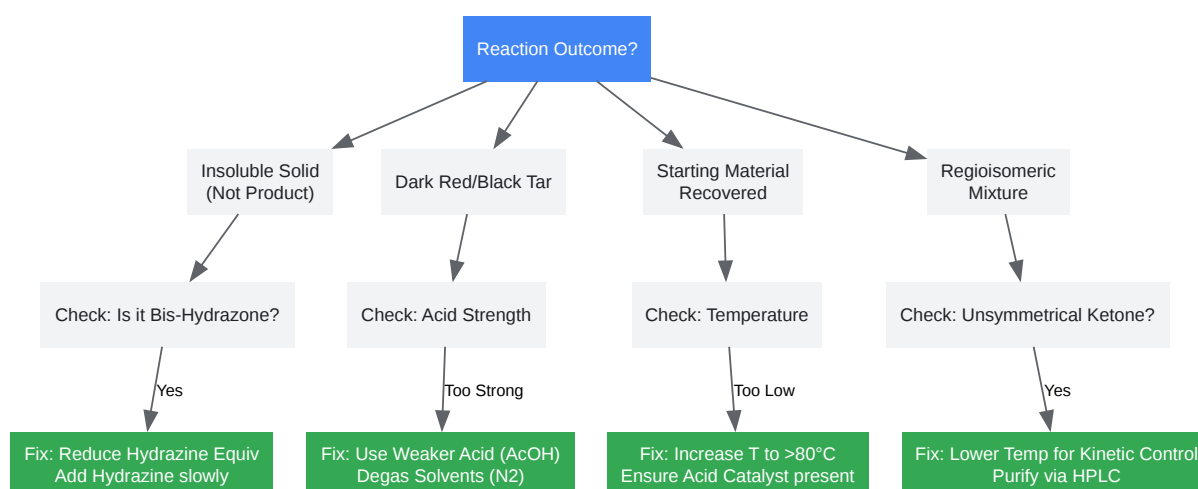 Reaction Outcome?
Insoluble Solid
(Not Product)
Dark Red/Black Tar
Starting Material
Recovered
Regioisomeric
Mixture
Check: Is it Bis-Hydrazone?
Check: Acid Strength
Check: Temperature
Check: Unsymmetrical Ketone?
Yes
Too Strong
Too Low
Yes
Fix: Reduce Hydrazine Equiv
Add Hydrazine slowly
Fix: Use Weaker Acid (AcOH)
Degas Solvents (N2)
Fix: Increase T to >80°C
Ensure Acid Catalyst present
Fix: Lower Temp for Kinetic Control
Purify via HPLC